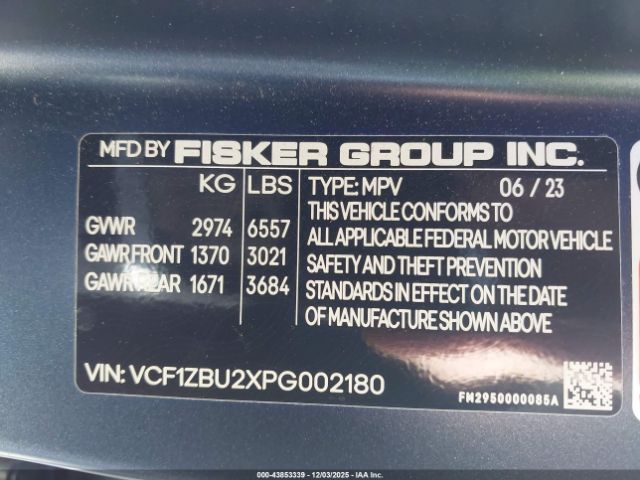 MFD BY FISKER GROUP INC.
KG LBS
GVWR 2974 6557
GAWR FRONT 1370 3021
GAWR REAR 1671 3684
TYPE: MPV 06 / 23
THIS VEHICLE CONFORMS TO
ALL APPLICABLE FEDERAL MOTOR VEHICLE
SAFETY AND THEFT PREVENTION
STANDARDS IN EFFECT ON THE DATE
OF MANUFACTURE SHOWN ABOVE
VIN: VCF1ZBU2XPG002180
FM2950000085A
000-43853339 - 12/03/2025 - IAA Inc.